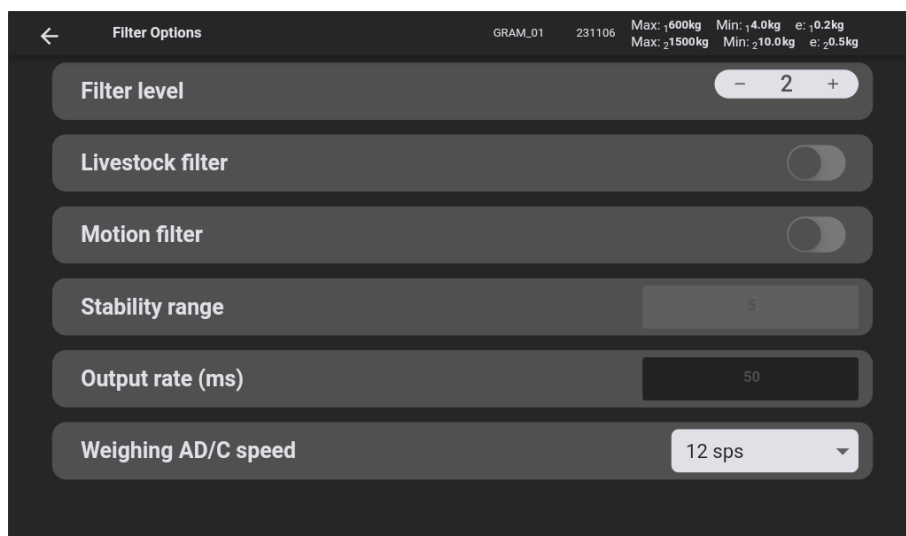 Filter Options GRAM_01 231106 Max: ₁600kg Min: ₁4.0kg e: ₁0.2kg
Max: ₂1500kg Min: ₂10.0kg e: ₂0.5kg
Filter level − 2 +
Livestock filter
Motion filter
Stability range 5
Output rate (ms) 50
Weighing AD/C speed 12 sps